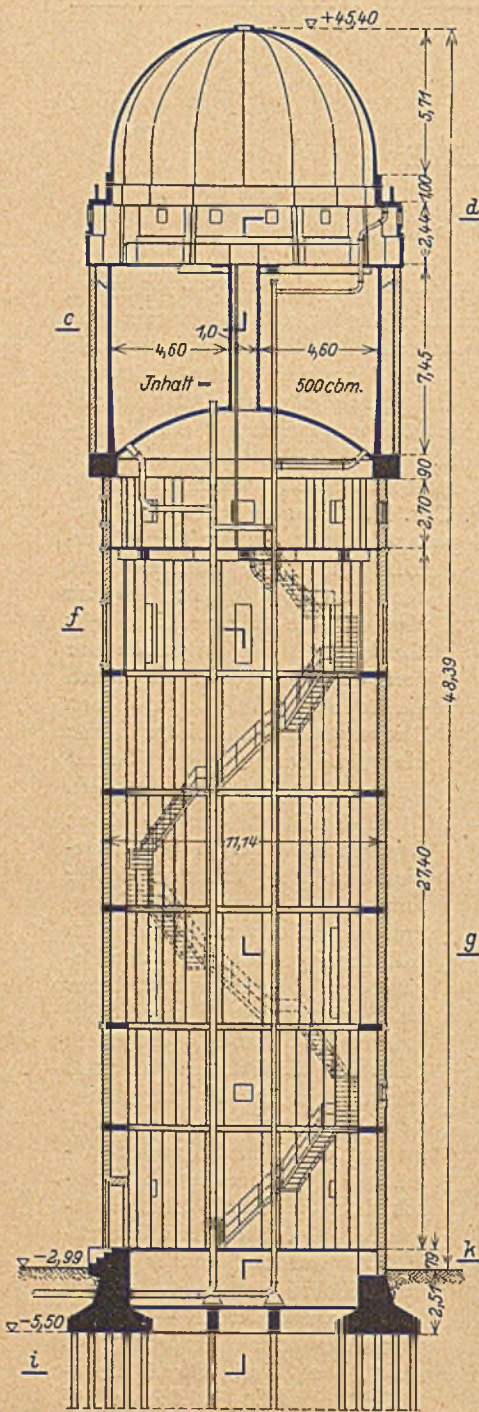 +45,40
5,71
1,00
d
2,44
c
1,0
4,60
4,60
7,45
Jnhalt =
500cbm.
90
2,70
f
48,39
11,14
27,40
g
-2,99
79
k
2,51
-5,50
i